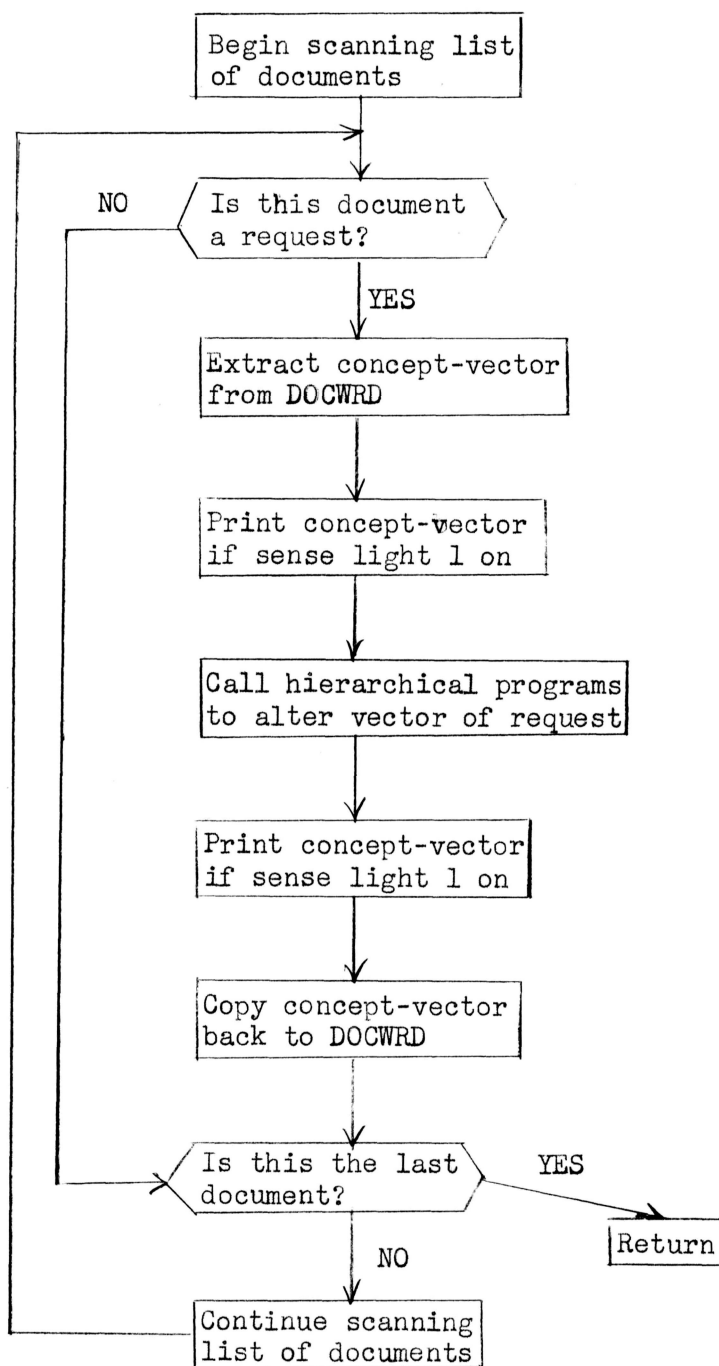 Begin scanning list
of documents
NO
Is this document
a request?
YES
Extract concept-vector
from DOCWRD
Print concept-vector
if sense light 1 on
Call hierarchical programs
to alter vector of request
Print concept-vector
if sense light 1 on
Copy concept-vector
back to DOCWRD
Is this the last
document?
YES
Return
NO
Continue scanning
list of documents